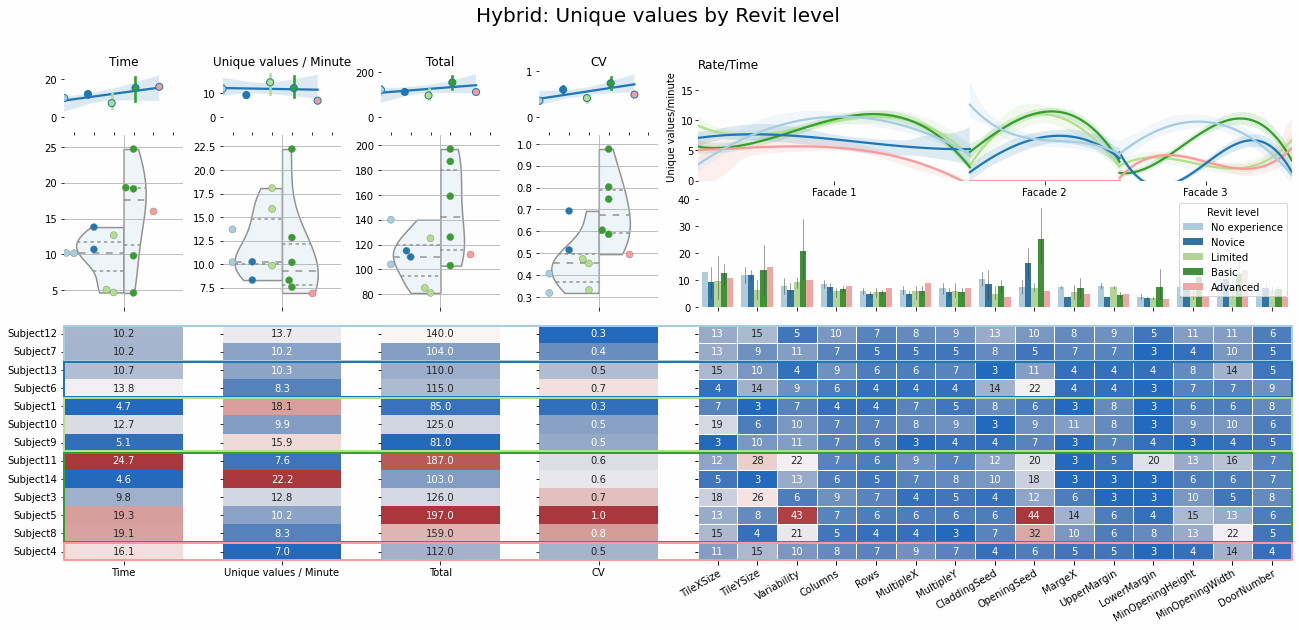 Hybrid: Unique values by Revit level
Time
Unique values / Minute
Total
CV
Rate/Time
20
0
10
0
200
0
1
0
Unique values/minute
15
10
5
0
Facade 1
Facade 2
Facade 3
25
20
15
10
5
22.5
20.0
17.5
15.0
12.5
10.0
7.5
200
180
160
140
120
100
80
1.0
0.9
0.8
0.7
0.6
0.5
0.4
0.3
40
30
20
10
0
Revit level
No experience
Novice
Limited
Basic
Advanced
Subject12 10.2 13.7 140.0 0.3 13 15 5 10 7 8 8 9 13 10 8 9 5 11 11 6
Subject7 10.2 10.2 104.0 0.4 13 9 11 7 5 5 5 8 5 7 7 3 4 10 5
Subject13 10.7 10.3 110.0 0.5 15 10 4 9 6 6 7 3 11 4 4 4 8 14 5
Subject6 13.8 8.3 115.0 0.7 4 14 9 6 4 4 4 14 22 4 4 3 7 7 9
Subject1 4.7 18.1 85.0 0.3 7 3 7 4 4 7 5 8 6 3 8 3 6 6 8
Subject10 12.7 9.9 125.0 0.5 19 6 10 7 7 8 9 3 9 11 8 3 9 10 6
Subject9 5.1 15.9 81.0 0.5 3 10 11 7 6 3 4 4 7 3 7 4 3 4 5
Subject11 24.7 7.6 187.0 0.6 12 28 22 7 6 9 7 12 20 3 5 20 13 16 7
Subject14 4.6 22.2 103.0 0.6 5 3 13 6 5 7 8 10 18 3 3 3 6 6 7
Subject3 9.8 12.8 126.0 0.7 18 26 6 9 7 4 5 4 12 6 3 3 10 5 8
Subject5 19.3 10.2 197.0 1.0 13 8 43 7 6 6 6 6 44 14 6 4 15 13 6
Subject8 19.1 8.3 159.0 0.8 15 4 21 5 4 4 3 7 32 10 6 8 13 22 5
Subject4 16.1 7.0 112.0 0.5 11 15 10 8 7 9 7 4 6 5 5 3 4 14 4
Time
Unique values / Minute
Total
CV
TileXSize
TileYSize
Variability
Columns
Rows
MultipleX
MultipleY
CladdingSeed
OpeningSeed
MargeX
UpperMargin
LowerMargin
MinOpeningHeight
MinOpeningWidth
DoorNumber